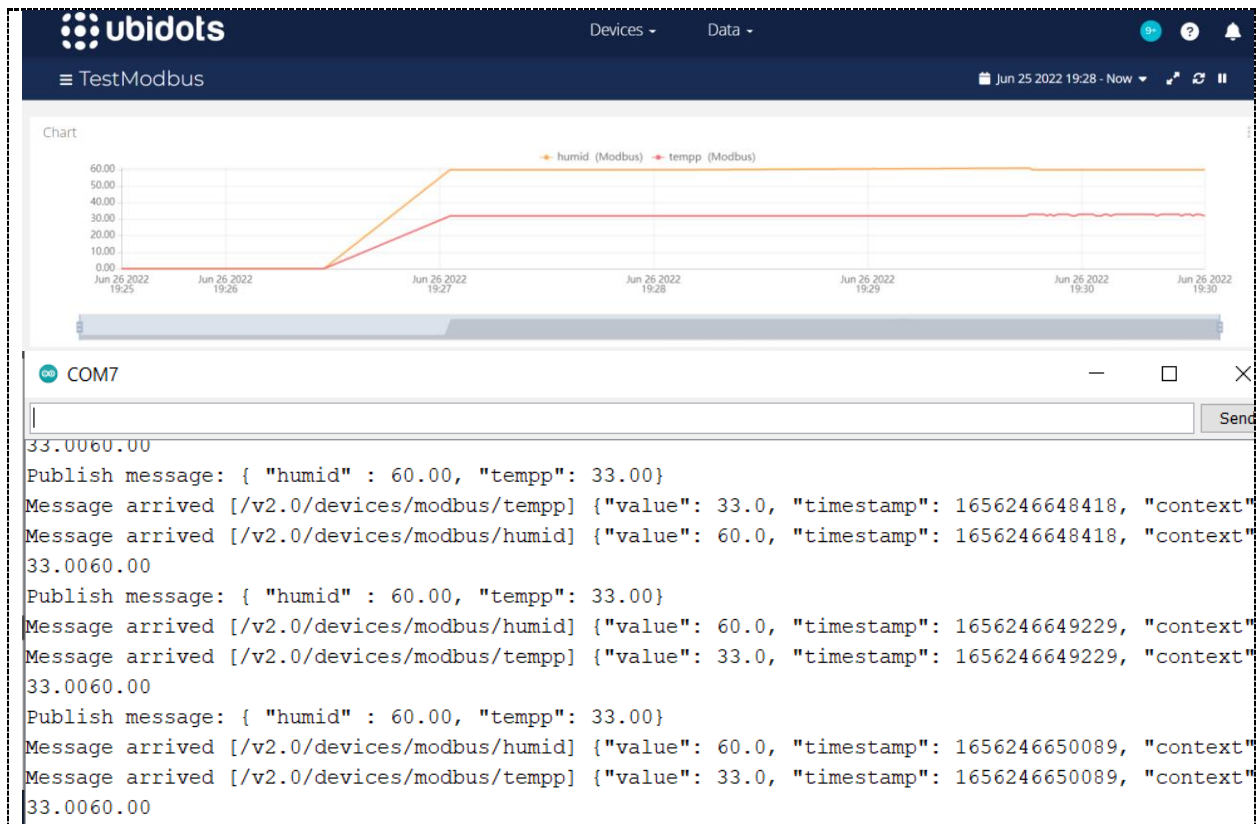 ubidots Devices Data 9+ ?
TestModbus Jun 25 2022 19:28 - Now
Chart
humid (Modbus) tempp (Modbus)
60.00
50.00
40.00
30.00
20.00
10.00
0.00
Jun 26 2022 Jun 26 2022 Jun 26 2022 Jun 26 2022 Jun 26 2022 Jun 26 2022 Jun 26 2022
19:25 19:26 19:27 19:28 19:29 19:30 19:30
COM7
Send
33.0060.00
Publish message: { "humid" : 60.00, "tempp": 33.00}
Message arrived [/v2.0/devices/modbus/tempp] {"value": 33.0, "timestamp": 1656246648418, "context"
Message arrived [/v2.0/devices/modbus/humid] {"value": 60.0, "timestamp": 1656246648418, "context"
33.0060.00
Publish message: { "humid" : 60.00, "tempp": 33.00}
Message arrived [/v2.0/devices/modbus/humid] {"value": 60.0, "timestamp": 1656246649229, "context"
Message arrived [/v2.0/devices/modbus/tempp] {"value": 33.0, "timestamp": 1656246649229, "context"
33.0060.00
Publish message: { "humid" : 60.00, "tempp": 33.00}
Message arrived [/v2.0/devices/modbus/humid] {"value": 60.0, "timestamp": 1656246650089, "context"
Message arrived [/v2.0/devices/modbus/tempp] {"value": 33.0, "timestamp": 1656246650089, "context"
33.0060.00